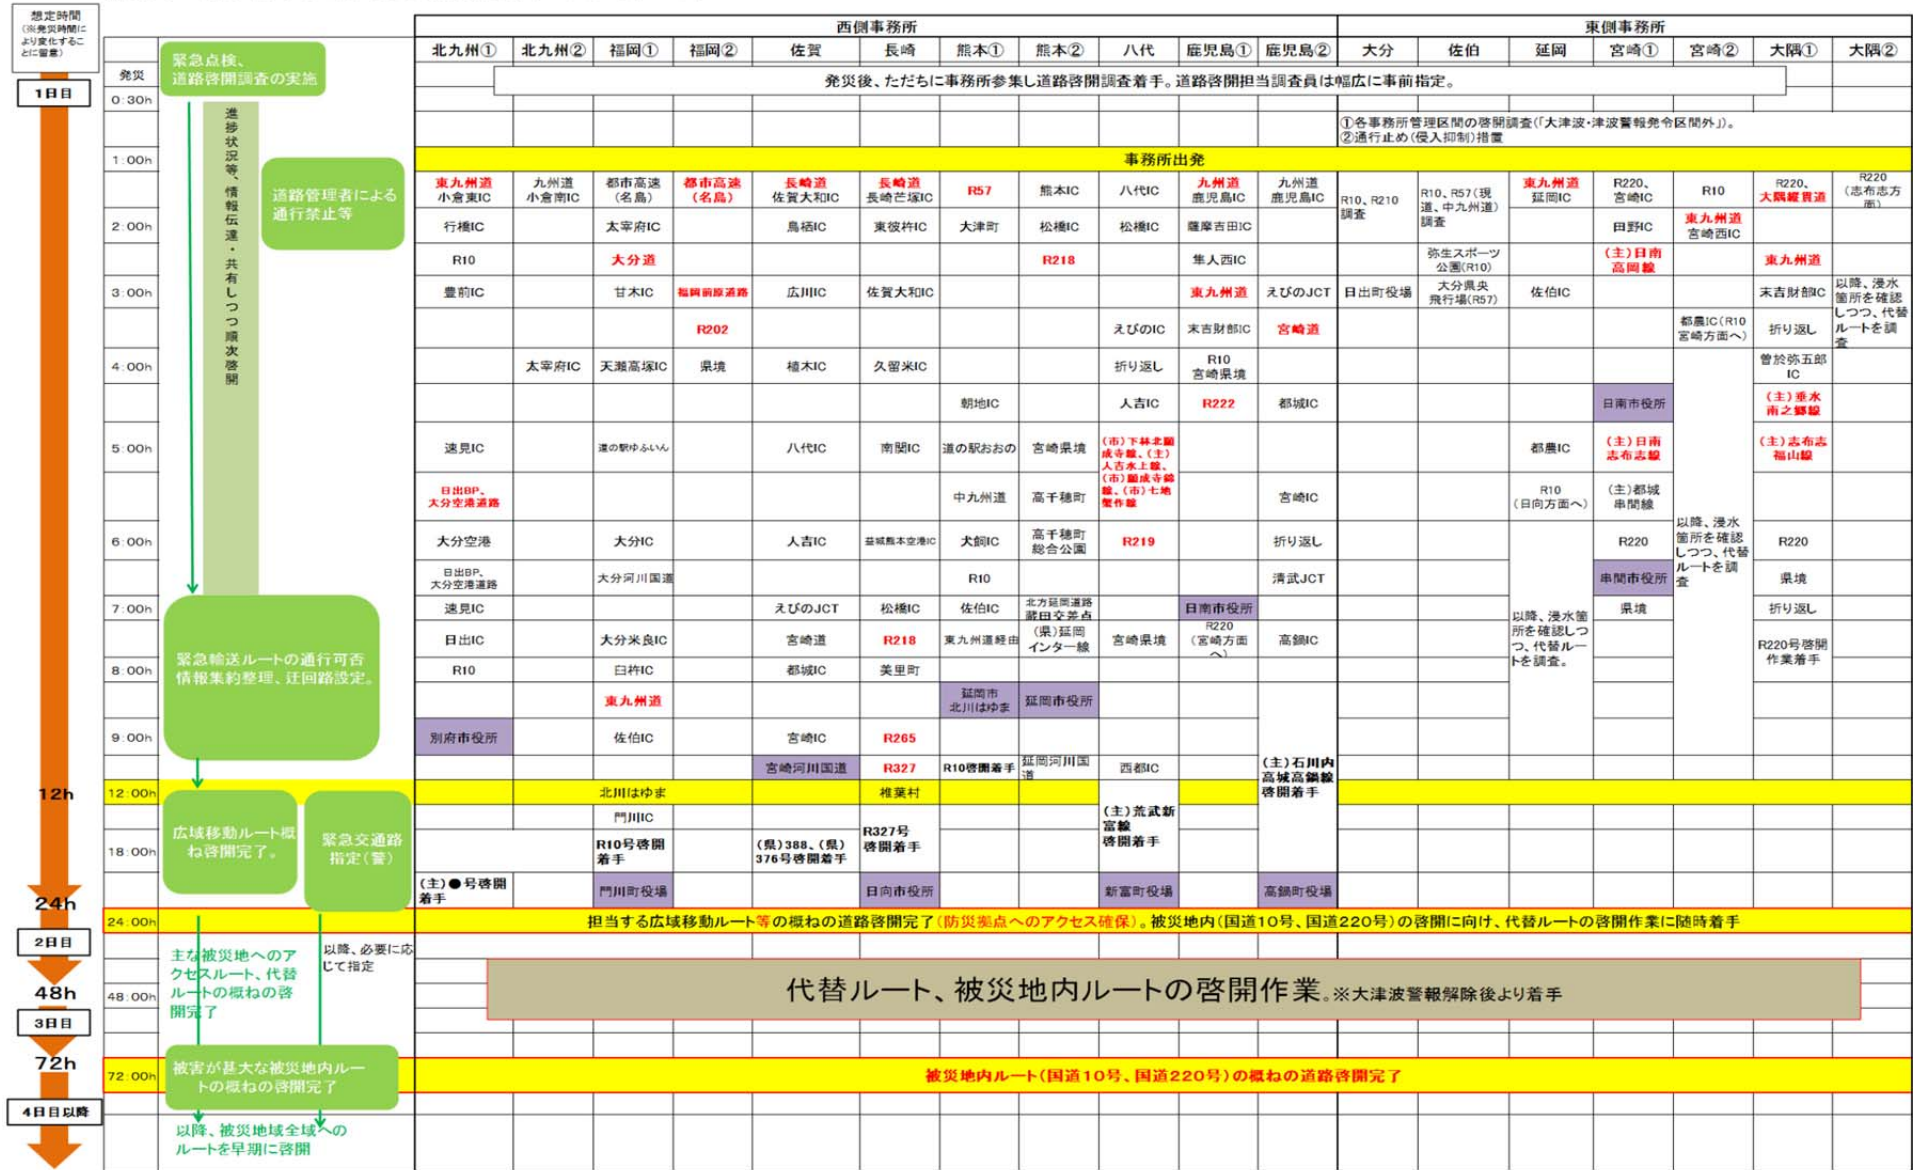 想定時間
(※発災時間に
より変化するこ
とに留意)
西側事務所
東側事務所
北九州① 北九州② 福岡① 福岡② 佐賀 長崎 熊本① 熊本② 八代 鹿児島① 鹿児島② 大分 佐伯 延岡 宮崎① 宮崎② 大隅① 大隅②
発災
緊急点検、
道路啓開調査の実施
発災後、ただちに事務所参集し道路啓開調査着手。道路啓開担当調査員は幅広に事前指定。
1日目
0:30h
進捗状況等、情報伝達・共有しつつ順次啓開
①各事務所管理区間の啓開調査(「大津波・津波警報発令区間外」)。
②通行止め(侵入抑制)措置
1:00h
事務所出発
道路管理者による
通行禁止等
東九州道
小倉東IC
九州道
小倉南IC
都市高速
(名島)
都市高速
(名島)
長崎道
佐賀大和IC
長崎道
長崎芒塚IC
R57
熊本IC
八代IC
九州道
鹿児島IC
九州道
鹿児島IC
R10、R210
調査
R10、R57(現
道、中九州道)
調査
東九州道
延岡IC
R220、
宮崎IC
R10
R220、
大隅縦貫道
R220
(志布志方
面)
2:00h
行橋IC 太宰府IC 鳥栖IC 東彼杵IC 大津町 松橋IC 松橋IC 薩摩吉田IC 田野IC
東九州道
宮崎西IC
R10 大分道 R218 隼人西IC
弥生スポーツ
公園(R10)
(主)日南
高岡線
東九州道
3:00h
豊前IC 甘木IC 福岡前原道路 広川IC 佐賀大和IC 東九州道 えびのJCT 日出町役場
大分県央
飛行場(R57)
佐伯IC 末吉財部IC
以降、浸水
箇所を確認
しつつ、代替
ルートを調
査
R202 えびのIC 末吉財部IC 宮崎道
都農IC(R10
宮崎方面へ)
折り返し
4:00h
太宰府IC 天瀬高塚IC 県境 植木IC 久留米IC 折り返し
R10
宮崎県境
曽於弥五郎
IC
朝地IC 人吉IC R222 都城IC 日南市役所
(主)垂水
南之郷線
5:00h
速見IC 道の駅ゆふいん 八代IC 南関IC 道の駅おおの 宮崎県境
(市)下林北願
成寺線、(主)
人吉水上線、
(市)願成寺錦
線、(市)七地
蟹作線
都農IC
(主)日南
志布志線
(主)志布志
福山線
日出BP、
大分空港道路
中九州道 高千穂町 宮崎IC
R10
(日向方面へ)
(主)都城
串間線
以降、浸水
箇所を確認
しつつ、代替
ルートを調
査
6:00h
大分空港 大分IC 人吉IC 益城熊本空港IC 犬飼IC
高千穂町
総合公園
R219 折り返し R220 R220
日出BP、
大分空港道路
大分河川国道 R10 清武JCT 串間市役所 県境
7:00h
速見IC えびのJCT 松橋IC 佐伯IC
北方延岡道路
蔵田交差点
日南市役所 県境 折り返し
以降、浸水箇
所を確認しつ
つ、代替ルー
トを調査。
日出IC 大分米良IC 宮崎道 R218 東九州道経由
(県)延岡
インター線
宮崎県境
R220
(宮崎方面
へ)
高鍋IC
R220号啓開
作業着手
緊急輸送ルートの通行可否
情報集約整理、迂回路設定。
8:00h
R10 臼杵IC 都城IC 美里町
東九州道
延岡市
北川はゆま
延岡市役所
9:00h
別府市役所 佐伯IC 宮崎IC R265
宮崎河川国道 R327 R10啓開着手
延岡河川国
道
西都IC
(主)石川内
高城高鍋線
啓開着手
12h
12:00h
北川はゆま 椎葉村
広域移動ルート概
ね啓開完了。
緊急交通路
指定(警)
門川IC
(主)荒武新
富線
啓開着手
18:00h
R10号啓開
着手
(県)388、(県)
376号啓開着手
R327号
啓開着手
(主)●号啓開
着手
門川町役場 日向市役所 新富町役場 高鍋町役場
24h
24:00h
担当する広域移動ルート等の概ねの道路啓開完了(防災拠点へのアクセス確保)。被災地内(国道10号、国道220号)の啓開に向け、代替ルートの啓開作業に随時着手
2日目
主な被災地へのア
クセスルート、代替
ルートの概ねの啓
開完了
以降、必要に応
じて指定
48h
48:00h
代替ルート、被災地内ルートの啓開作業。※大津波警報解除後より着手
3日目
72h
72:00h
被害が甚大な被災地内ルー
トの概ねの啓開完了
被災地内ルート(国道10号、国道220号)の概ねの道路啓開完了
4日目以降
以降、被災地域全域への
ルートを早期に啓開